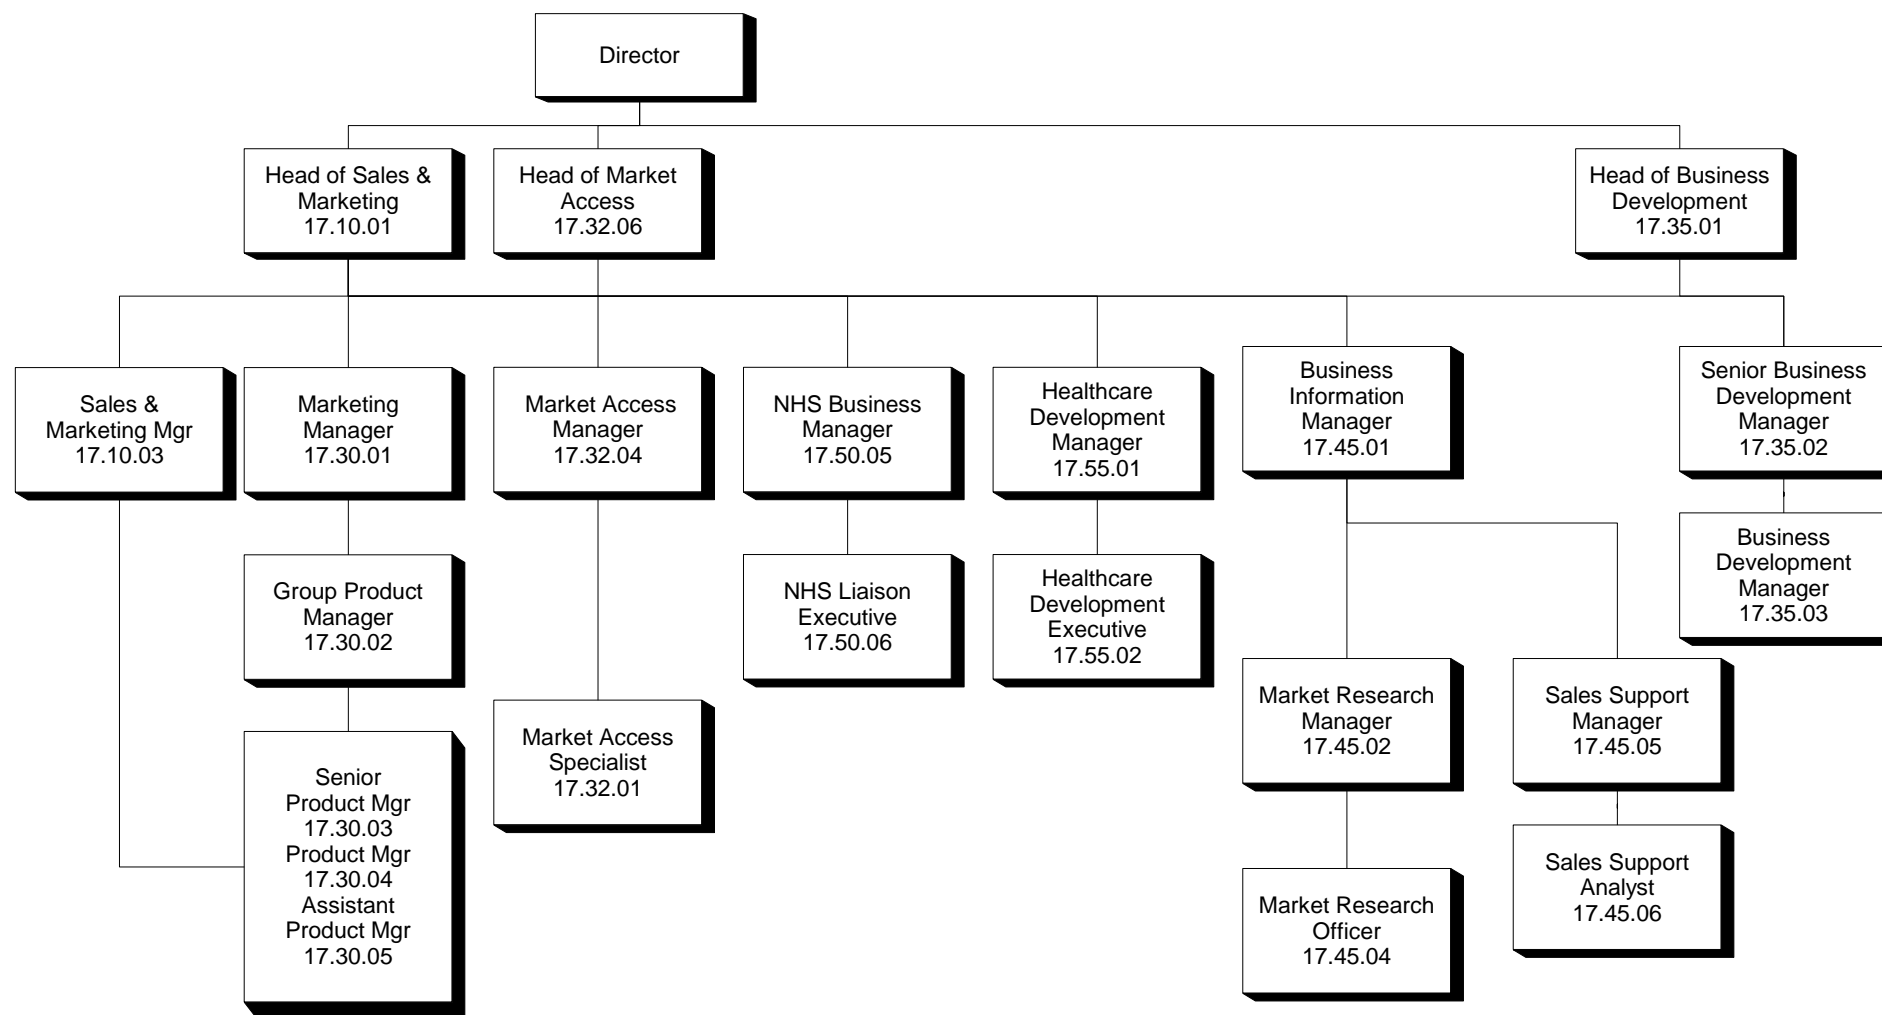 Director
Head of Sales &
Marketing
17.10.01
Head of Market
Access
17.32.06
Head of Business
Development
17.35.01
Sales &
Marketing Mgr
17.10.03
Marketing
Manager
17.30.01
Market Access
Manager
17.32.04
NHS Business
Manager
17.50.05
Healthcare
Development
Manager
17.55.01
Business
Information
Manager
17.45.01
Senior Business
Development
Manager
17.35.02
Group Product
Manager
17.30.02
NHS Liaison
Executive
17.50.06
Healthcare
Development
Executive
17.55.02
Business
Development
Manager
17.35.03
Senior
Product Mgr
17.30.03
Product Mgr
17.30.04
Assistant
Product Mgr
17.30.05
Market Access
Specialist
17.32.01
Market Research
Manager
17.45.02
Sales Support
Manager
17.45.05
Market Research
Officer
17.45.04
Sales Support
Analyst
17.45.06